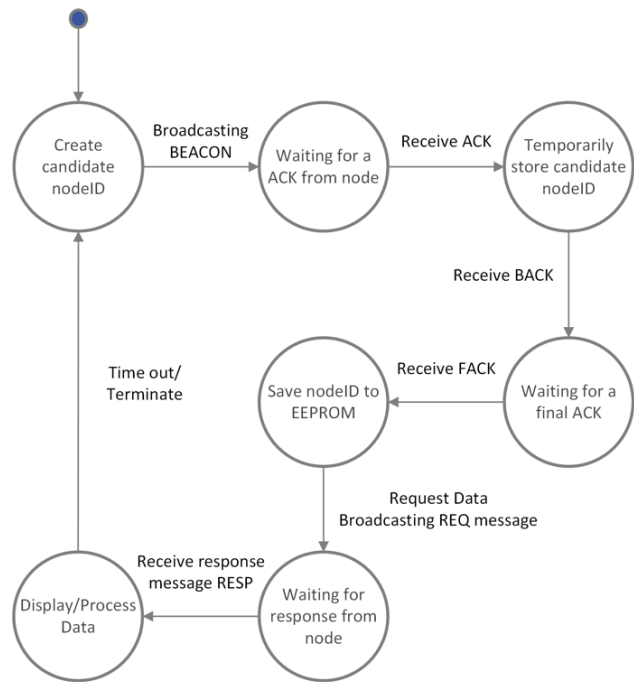 Create
candidate
nodeID
Broadcasting
BEACON
Waiting for a
ACK from node
Receive ACK
Temporarily
store candidate
nodeID
Receive BACK
Waiting for a
final ACK
Receive FACK
Save nodeID to
EEPROM
Request Data
Broadcasting REQ message
Waiting for
response from
node
Receive response
message RESP
Display/Process
Data
Time out/
Terminate